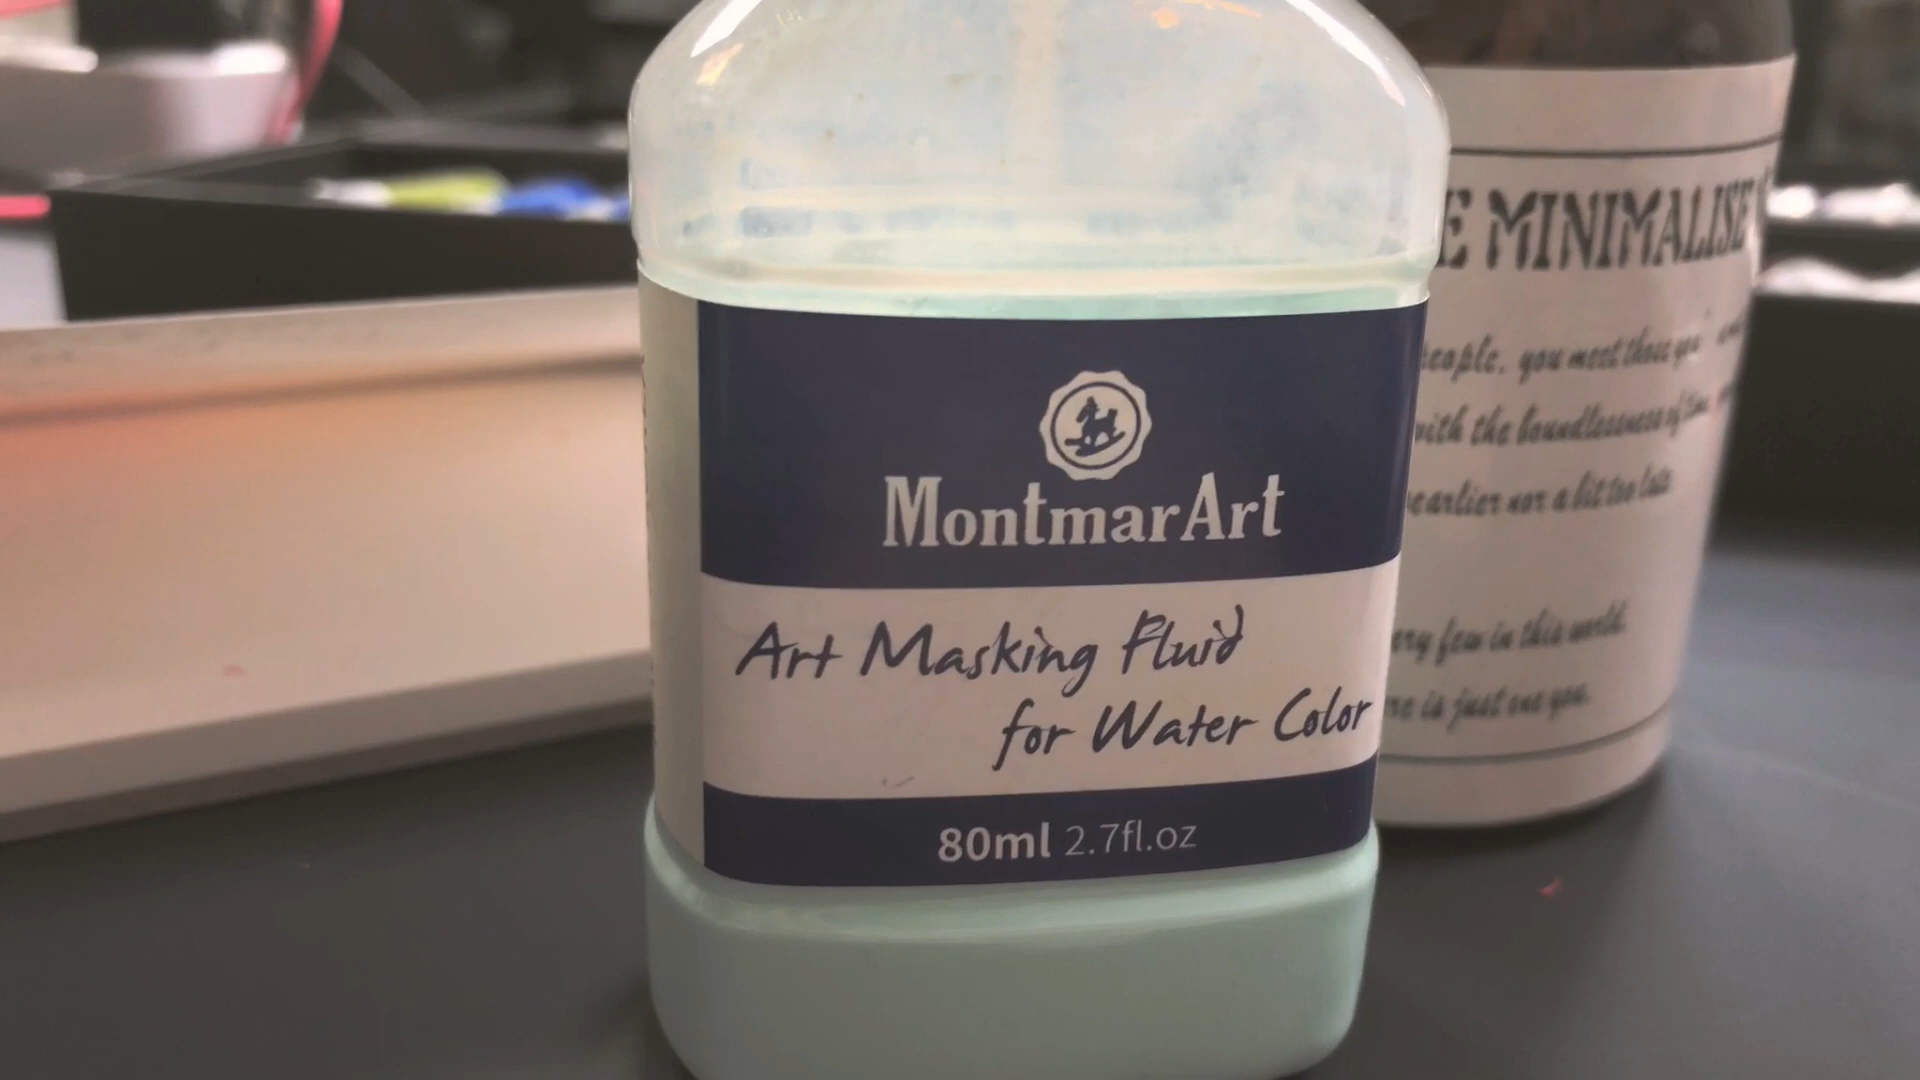 MontmarArt
Art Masking Fluid
for Water Color
80ml 2.7fl.oz
E MINIMALISE
people, you meet those you
with the boundlessness of time,
earlier nor a bit too late.
very few in this world.
re is just one you.